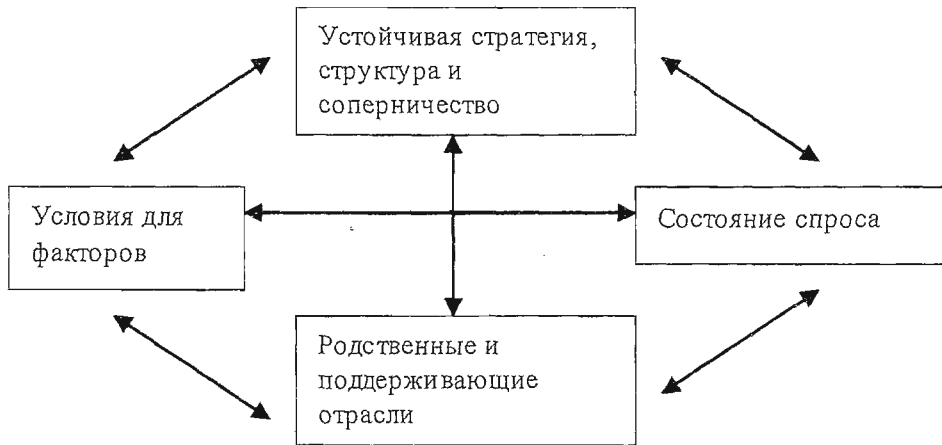 Устойчивая стратегия,
структура и
соперничество
Условия для
факторов
Состояние спроса
Родственные и
поддерживающие
отрасли